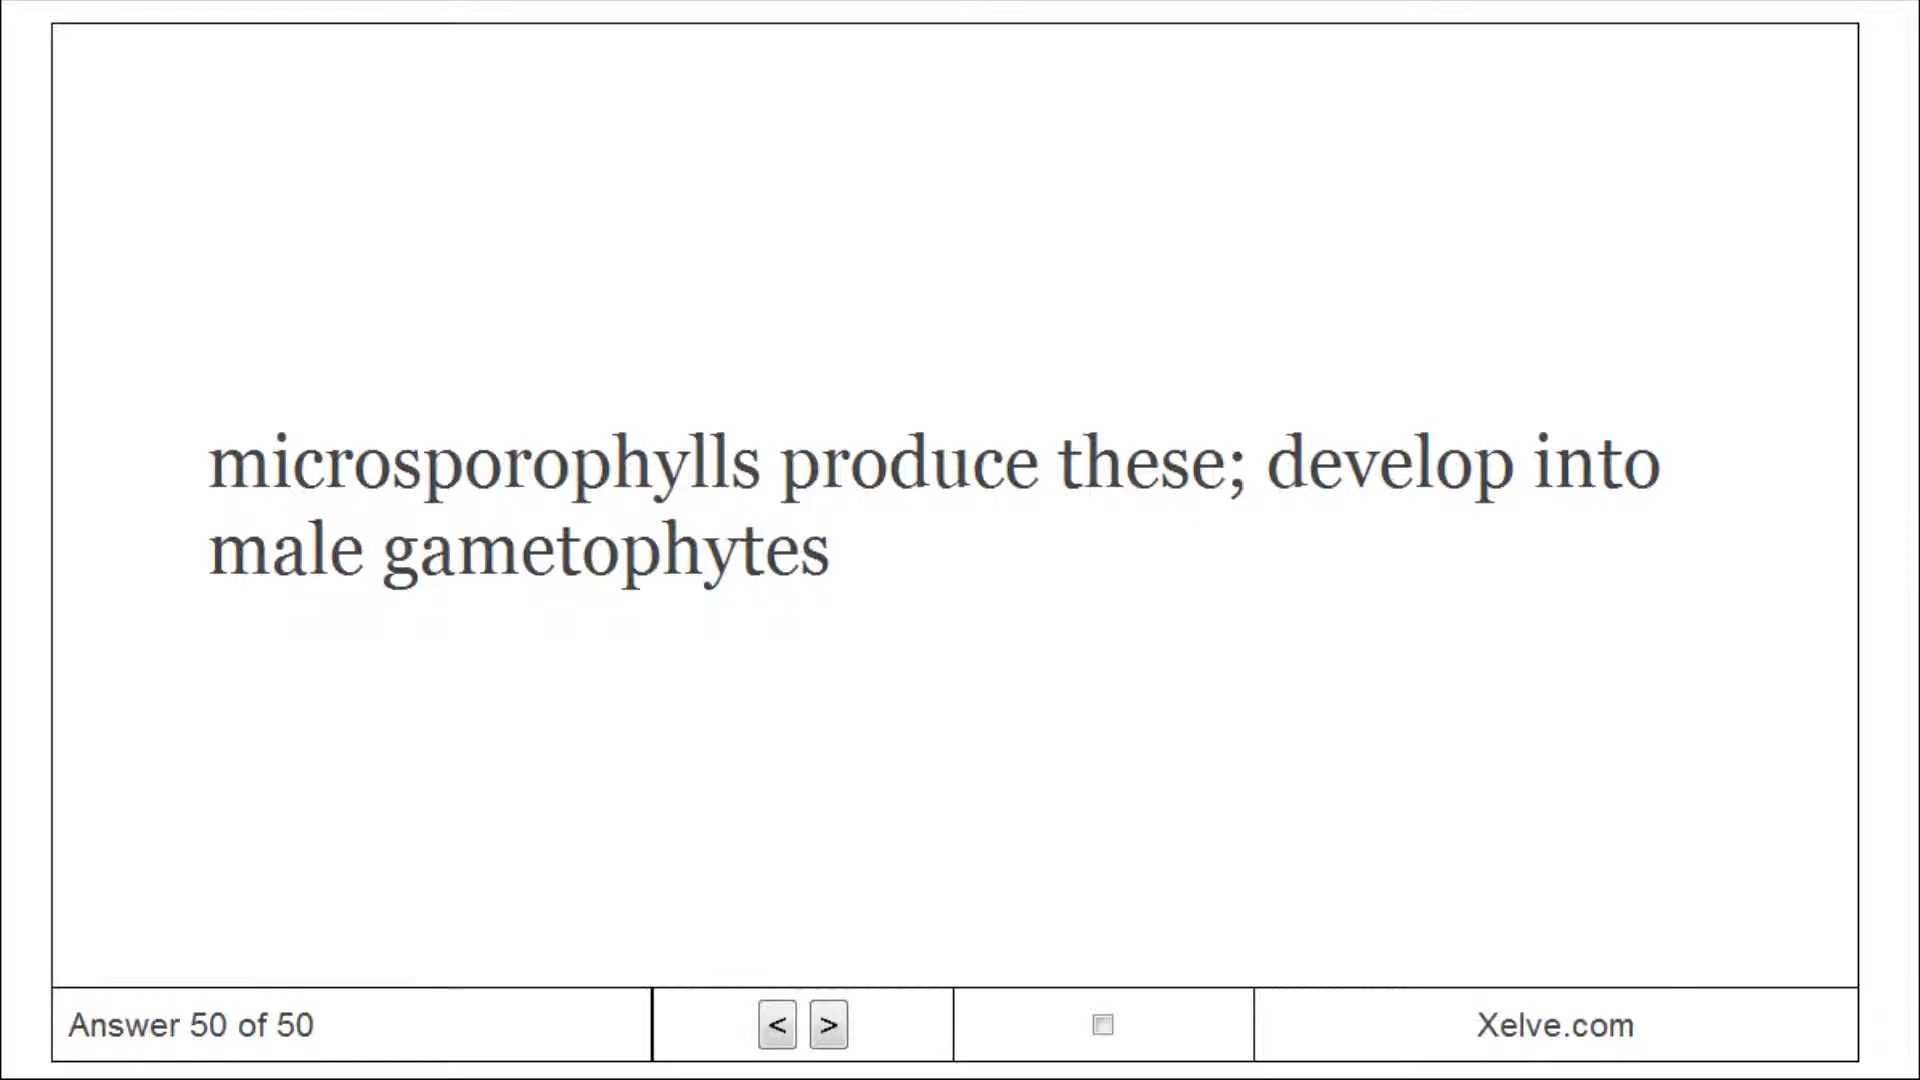 microsporophylls produce these; develop into
male gametophytes
Answer 50 of 50
< >
Xelve.com